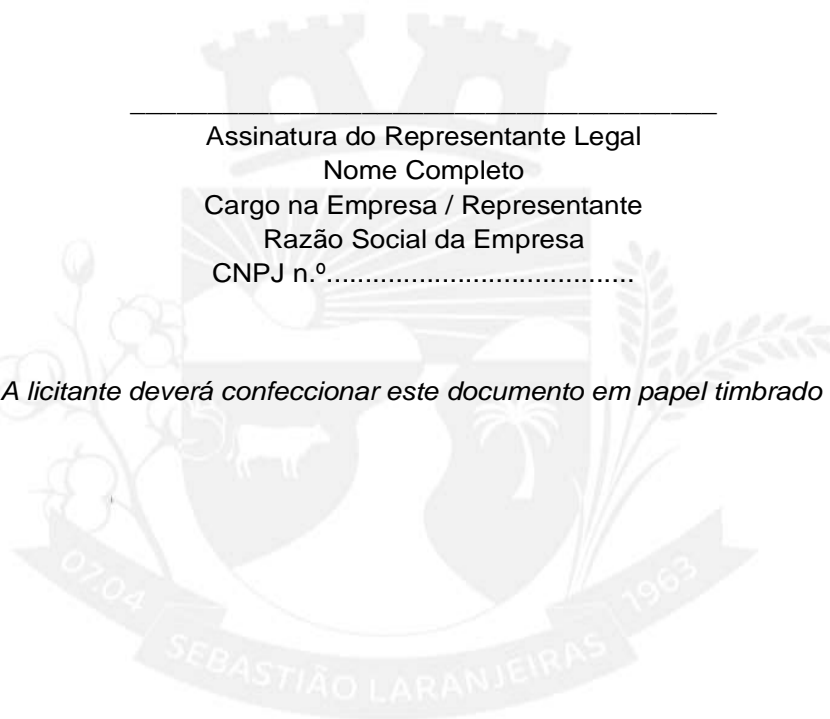 ______________________________________
Assinatura do Representante Legal
Nome Completo
Cargo na Empresa / Representante
Razão Social da Empresa
CNPJ n.º........................................
A licitante deverá confeccionar este documento em papel timbrado
07.04
SEBASTIÃO LARANJEIRAS
1963